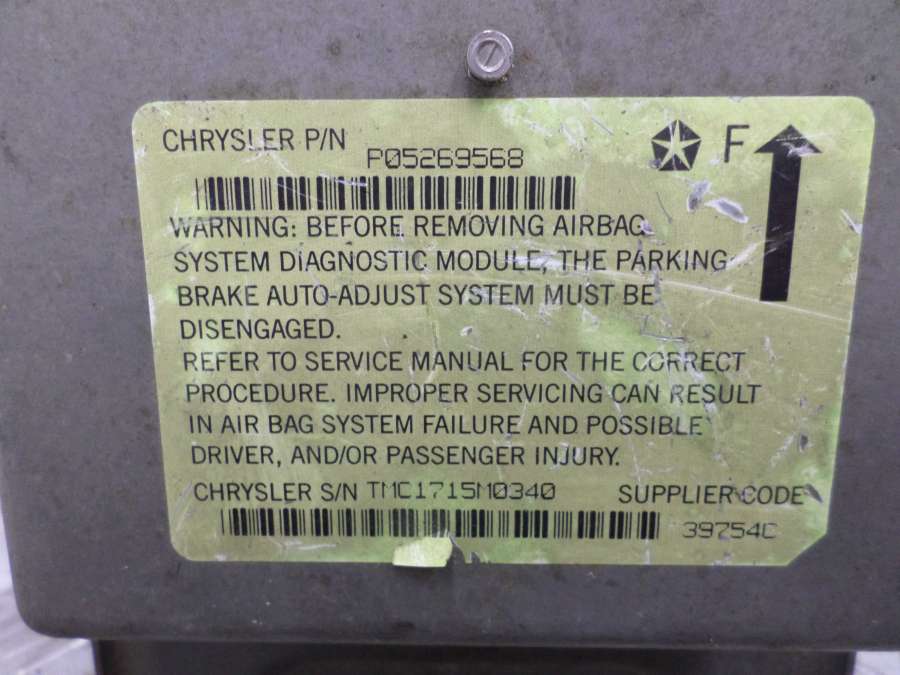 CHRYSLER P/N P05269568 F
WARNING: BEFORE REMOVING AIRBAG
SYSTEM DIAGNOSTIC MODULE, THE PARKING
BRAKE AUTO-ADJUST SYSTEM MUST BE
DISENGAGED.
REFER TO SERVICE MANUAL FOR THE CORRECT
PROCEDURE. IMPROPER SERVICING CAN RESULT
IN AIR BAG SYSTEM FAILURE AND POSSIBLE
DRIVER, AND/OR PASSENGER INJURY.
CHRYSLER S/N TMC1715M0340 SUPPLIER CODE
39754C